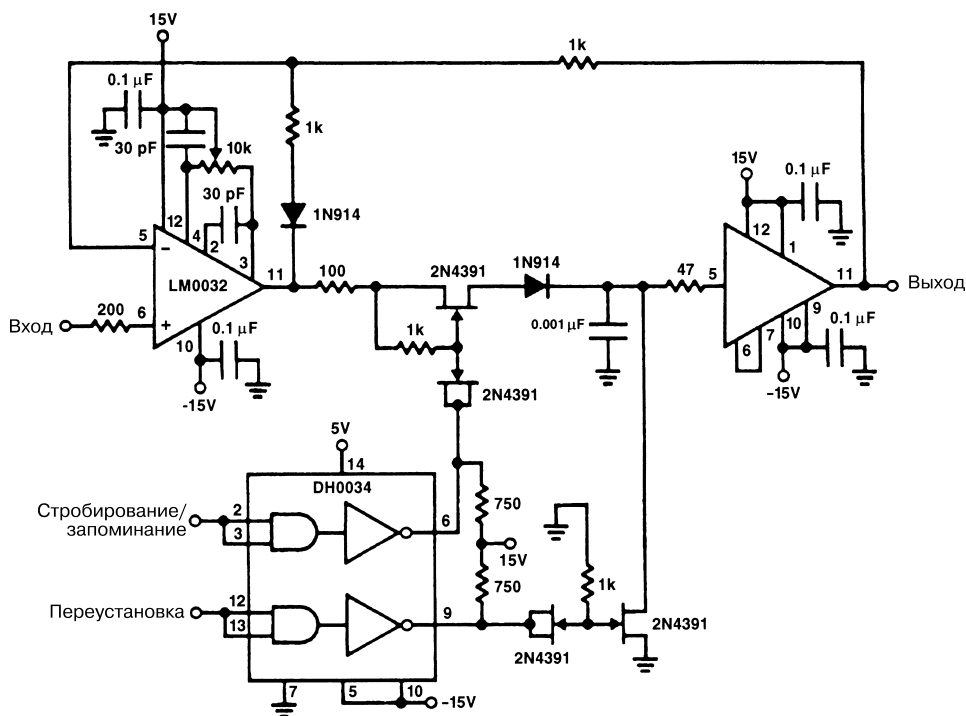 15V
1k
0.1 µF
1k
30 pF
10k
15V
0.1 µF
30 pF
1N914
12
4
2
3
5
−
LM0032
11
100
2N4391
1N914
47
5
12
1
11
Выход
Вход
200
6
+
10
0.1 µF
-15V
1k
0.001 µF
6
7
10
9
0.1 µF
–15V
2N4391
5V
14
DH0034
Стробирование/
запоминание
2
3
6
750
15V
750
1k
Переустановка
12
13
9
2N4391
2N4391
7
5
10
–15V